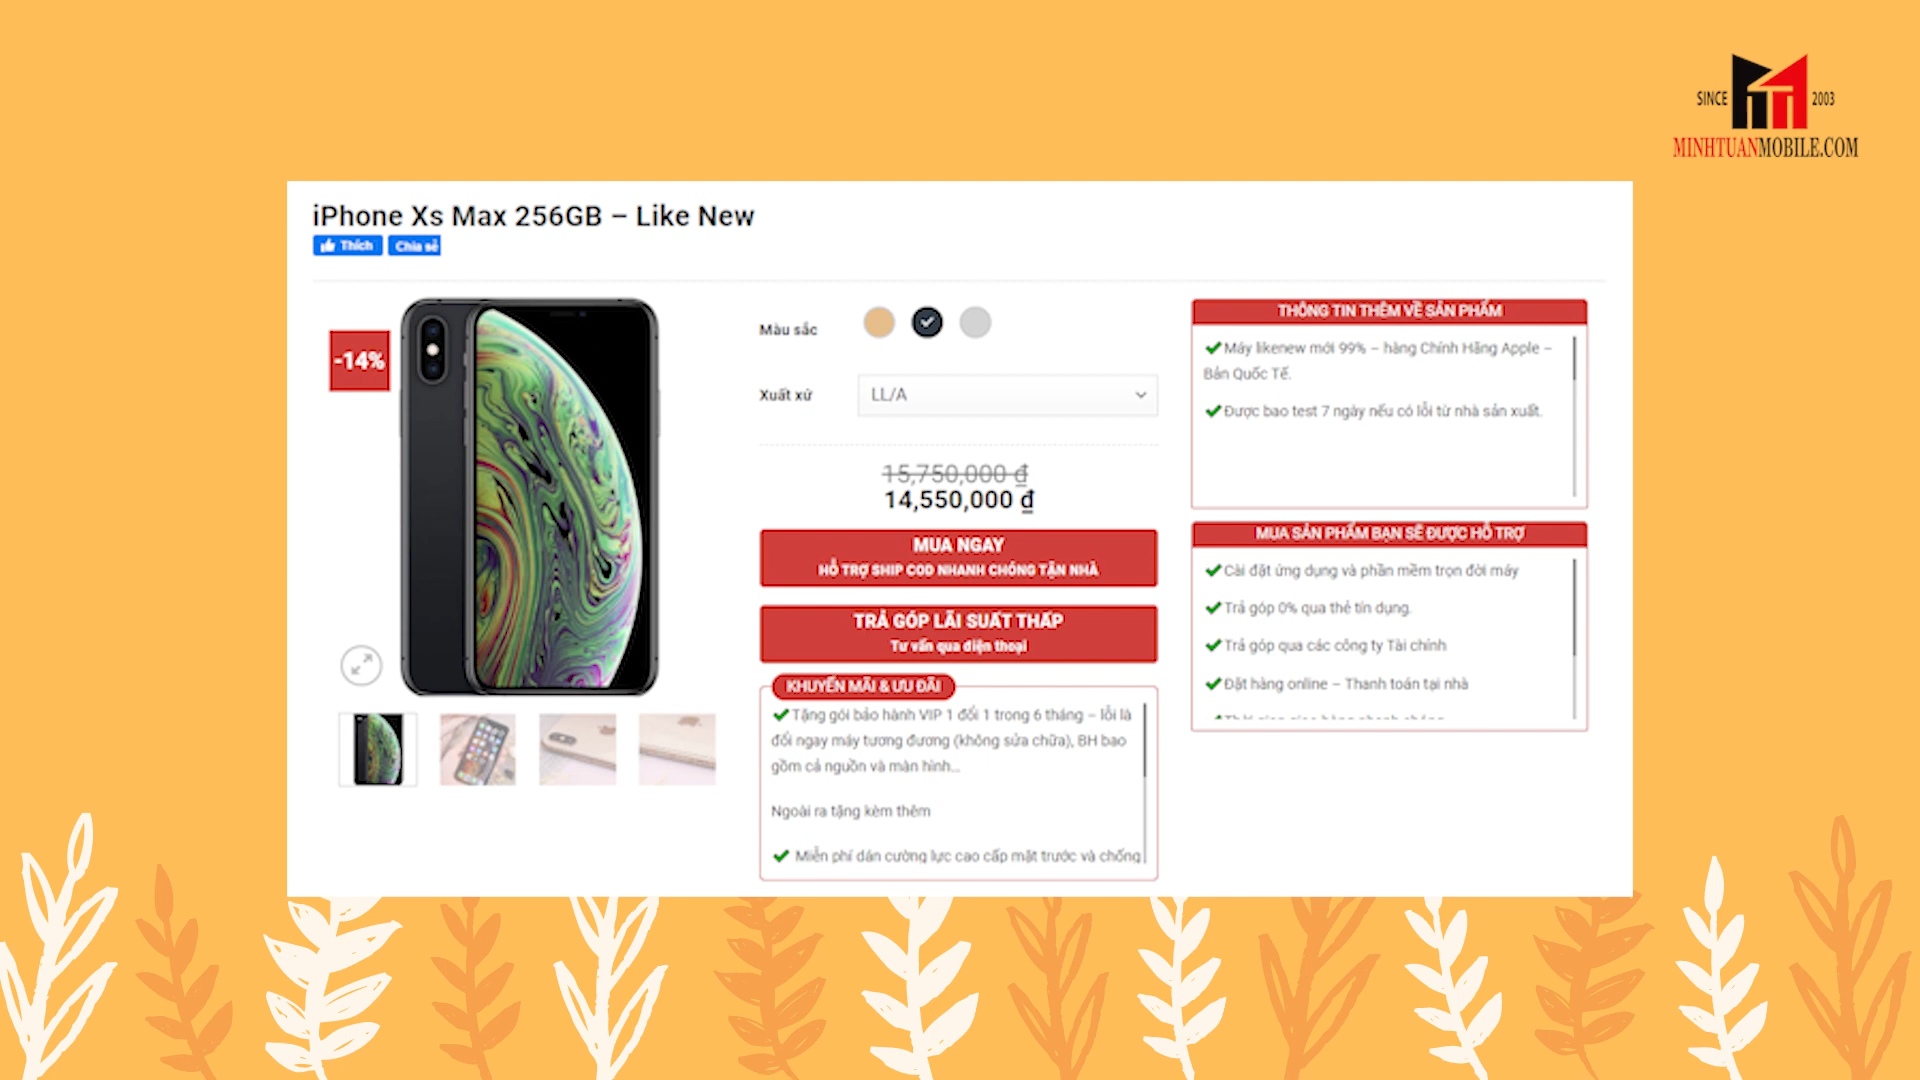 SINCE 2003
MINHTUANMOBILE.COM
iPhone Xs Max 256GB – Like New
Thích Chia sẻ
-14%
Màu sắc
Xuất xứ LL/A
15,750,000 ₫
14,550,000 ₫
MUA NGAY
HỖ TRỢ SHIP COD NHANH CHÓNG TẬN NHÀ
TRẢ GÓP LÃI SUẤT THẤP
Tư vấn qua điện thoại
KHUYẾN MÃI & ƯU ĐÃI
Tặng gói bảo hành VIP 1 đổi 1 trong 6 tháng – lỗi là
đổi ngay máy tương đương (không sửa chữa), BH bao
gồm cả nguồn và màn hình...
Ngoài ra tặng kèm thêm
Miễn phí dán cường lực cao cấp mặt trước và chống
THÔNG TIN THÊM VỀ SẢN PHẨM
Máy likenew mới 99% – hàng Chính Hãng Apple –
Bản Quốc Tế.
Được bao test 7 ngày nếu có lỗi từ nhà sản xuất.
MUA SẢN PHẨM BẠN SẼ ĐƯỢC HỖ TRỢ
Cài đặt ứng dụng và phần mềm trọn đời máy
Trả góp 0% qua thẻ tín dụng.
Trả góp qua các công ty Tài chính
Đặt hàng online – Thanh toán tại nhà